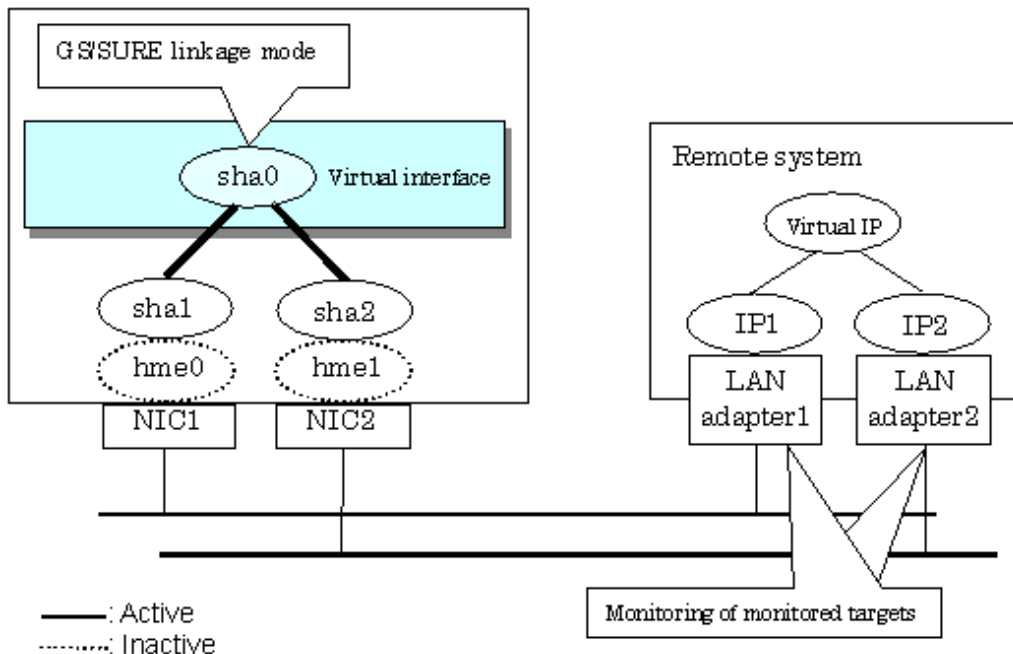 GS/SURE linkage mode
sha0
Virtual interface
sha1
sha2
hme0
hme1
NIC1
NIC2
Remote system
Virtual IP
IP1
IP2
LAN
adapter1
LAN
adapter2
Monitoring of monitored targets
: Active
: Inactive